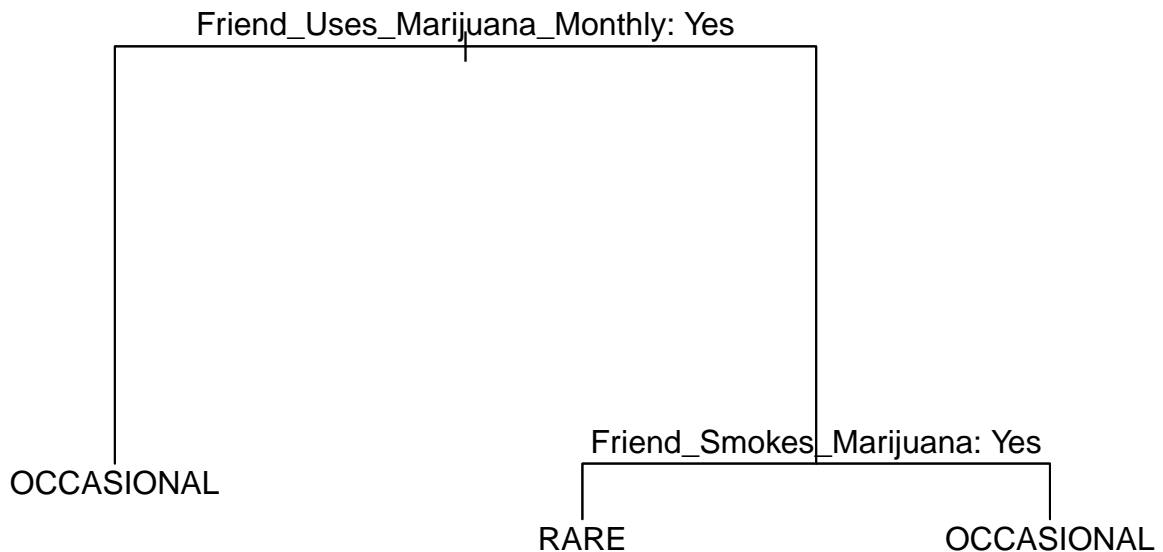 Friend_Uses_Marijuana_Monthly: Yes
Friend_Smokes_Marijuana: Yes
OCCASIONAL
RARE
OCCASIONAL